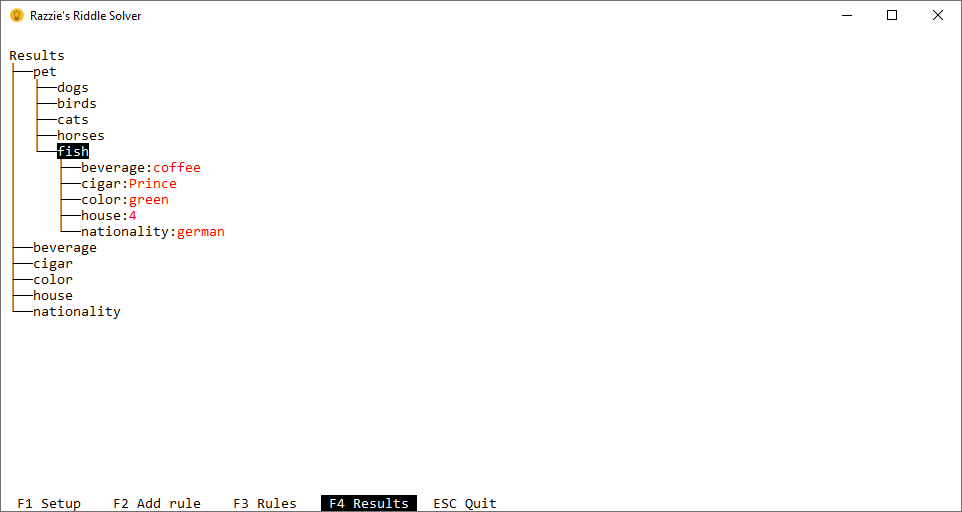 Razzie's Riddle Solver
Results
pet
dogs
birds
cats
horses
fish
beverage:coffee
cigar:Prince
color:green
house:4
nationality:german
beverage
cigar
color
house
nationality
F1 Setup F2 Add rule F3 Rules F4 Results ESC Quit